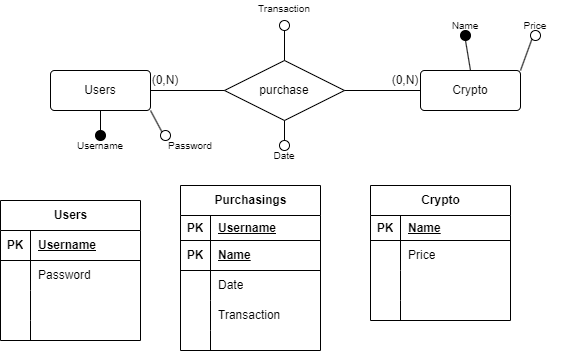 Transaction
Name
Price
Users
(0,N)
purchase
(0,N)
Crypto
Username
Password
Date
Users
PK
Username
Password
Purchasings
PK
Username
PK
Name
Date
Transaction
Crypto
PK
Name
Price